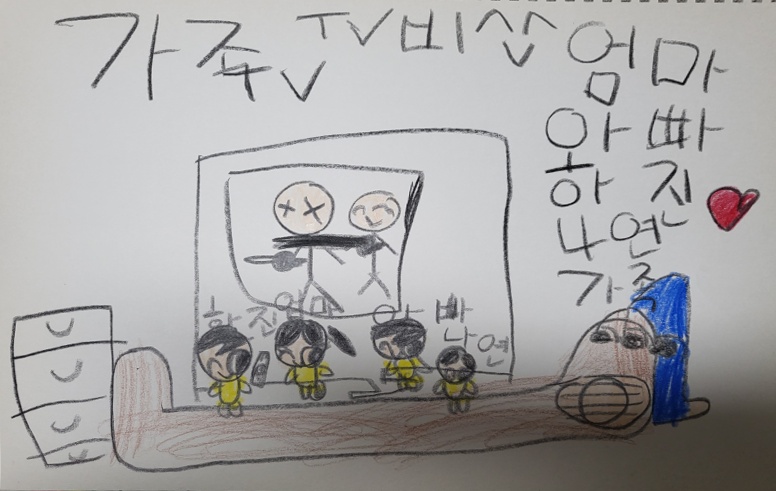 가족 TV비상
엄마
아빠
하진
나연
가족
하진 엄마 아빠
나연